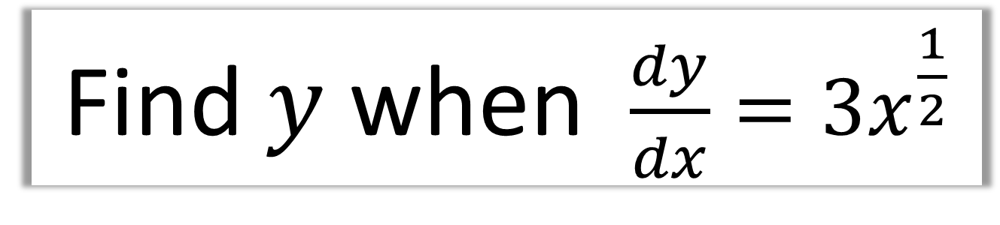 Find y when dy/dx = 3x^(1/2)